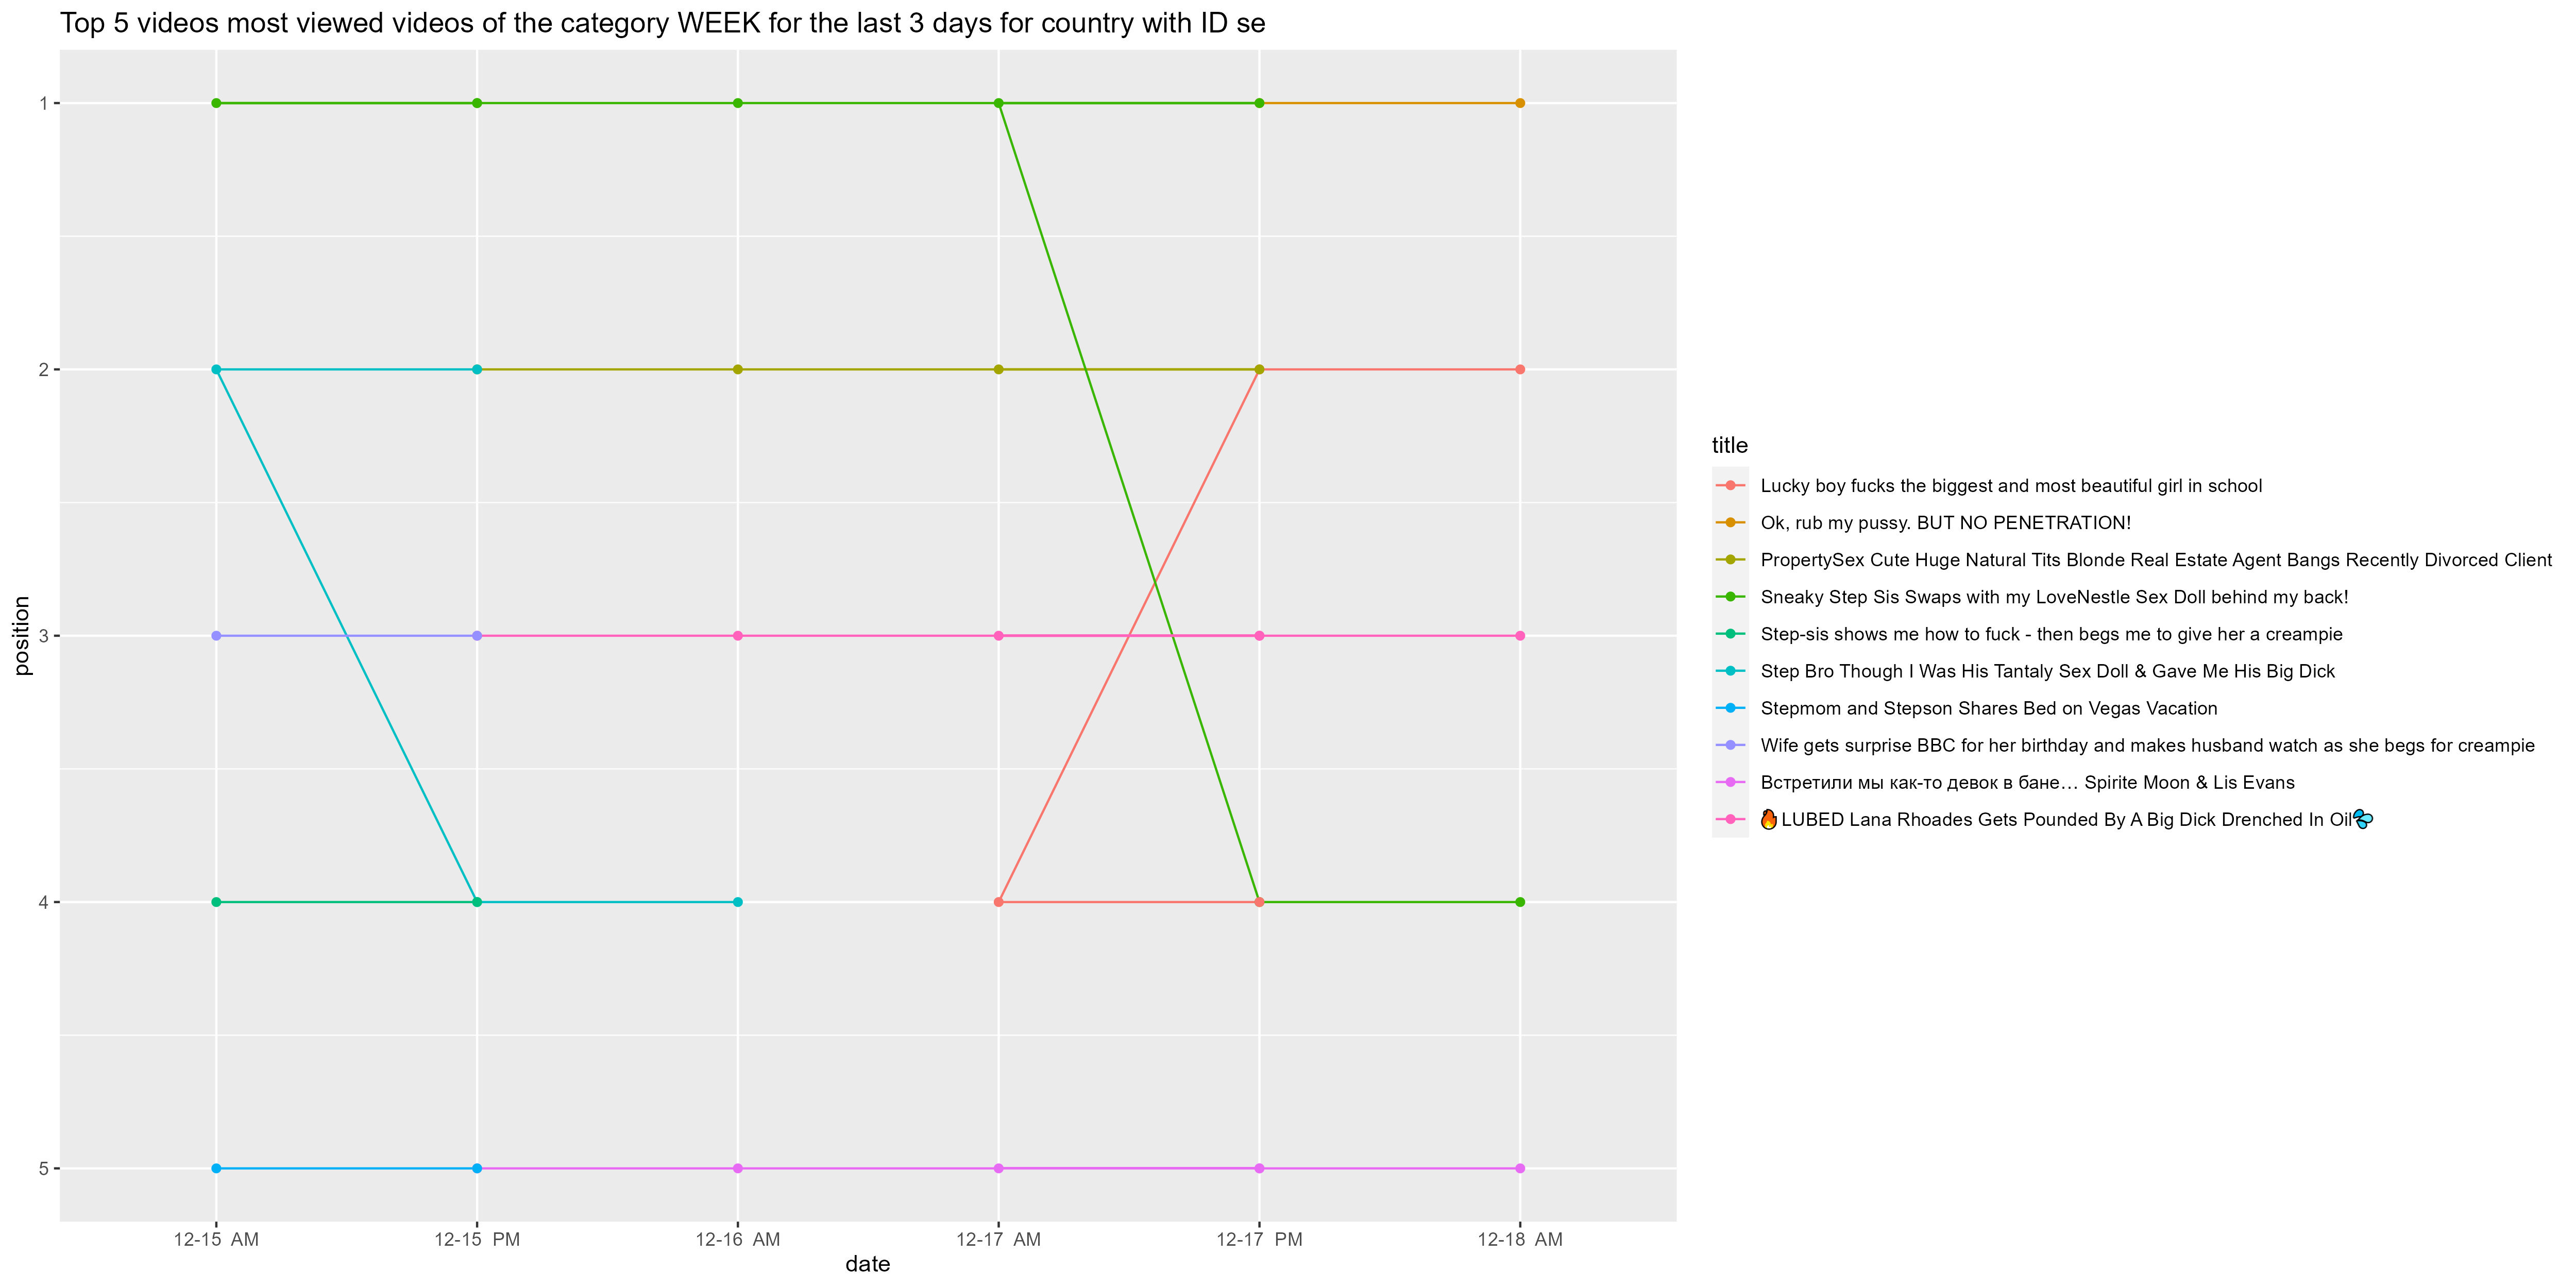 Top 5 videos most viewed videos of the category WEEK for the last 3 days for country with ID se
position
1
2
3
4
5
12-15 AM
12-15 PM
12-16 AM
12-17 AM
12-17 PM
12-18 AM
date
title
Lucky boy fucks the biggest and most beautiful girl in school
Ok, rub my pussy. BUT NO PENETRATION!
PropertySex Cute Huge Natural Tits Blonde Real Estate Agent Bangs Recently Divorced Client
Sneaky Step Sis Swaps with my LoveNestle Sex Doll behind my back!
Step-sis shows me how to fuck - then begs me to give her a creampie
Step Bro Though I Was His Tantaly Sex Doll & Gave Me His Big Dick
Stepmom and Stepson Shares Bed on Vegas Vacation
Wife gets surprise BBC for her birthday and makes husband watch as she begs for creampie
Встретили мы как-то девок в бане… Spirite Moon & Lis Evans
🔥LUBED Lana Rhoades Gets Pounded By A Big Dick Drenched In Oil💦